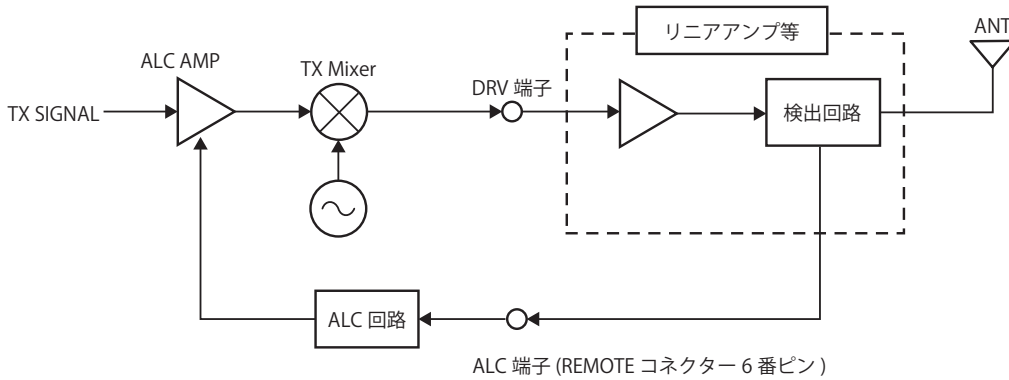 リニアアンプ等
ANT
ALC AMP
TX Mixer
DRV 端子
TX SIGNAL
検出回路
ALC 回路
ALC 端子 (REMOTE コネクター 6 番ピン )